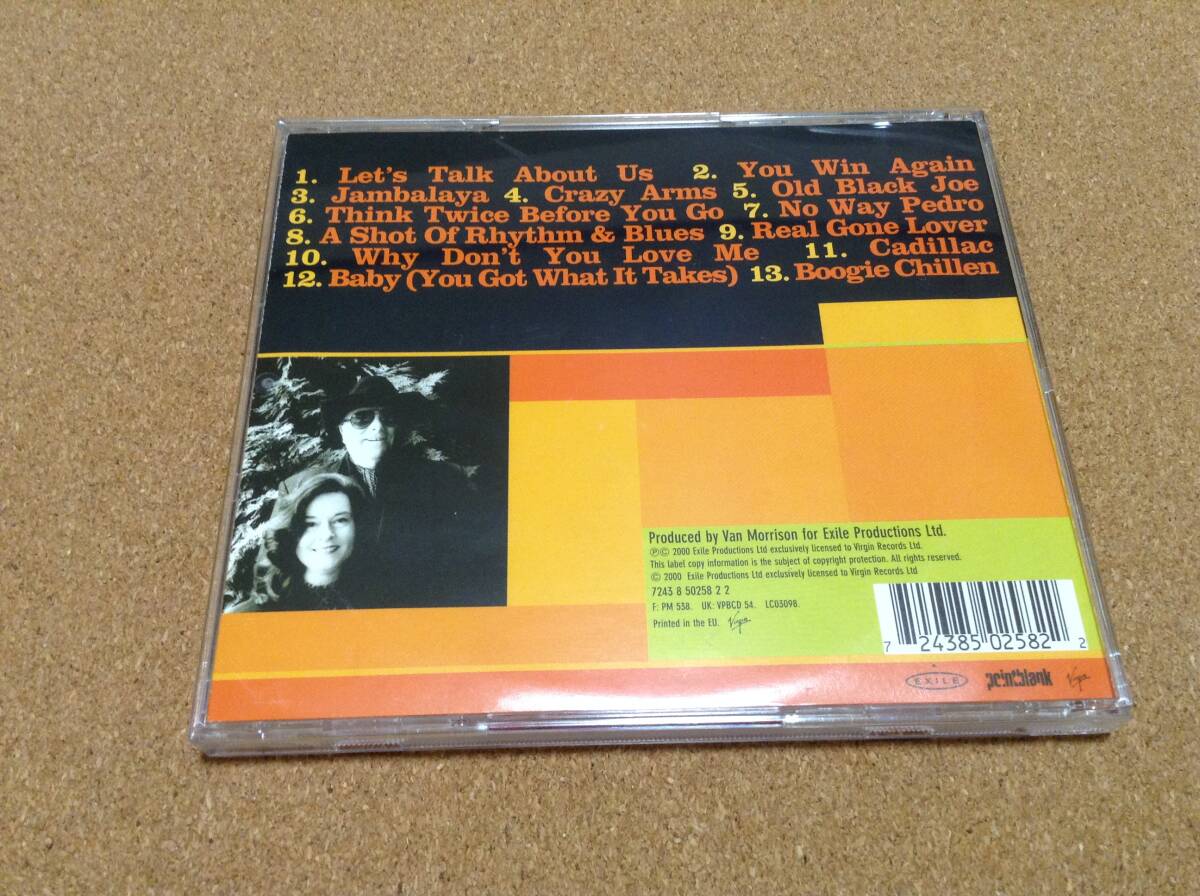 1. Let's Talk About Us 2. You Win Again
3. Jambalaya 4. Crazy Arms 5. Old Black Joe
6. Think Twice Before You Go 7. No Way Pedro
8. A Shot Of Rhythm & Blues 9. Real Gone Lover
10. Why Don't You Love Me 11. Cadillac
12. Baby (You Got What It Takes) 13. Boogie Chillen
Produced by Van Morrison for Exile Productions Ltd.
℗© 2000 Exile Productions Ltd exclusively licensed to Virgin Records Ltd.
This label copy information is the subject of copyright protection. All rights reserved.
© 2000 Exile Productions Ltd exclusively licensed to Virgin Records Ltd
7243 8 50258 2 2
F: PM 538. UK: VPBCD 54. LC03098.
Printed in the EU. Virgin
7 24385 02582 2
EXILE pointblank Virgin